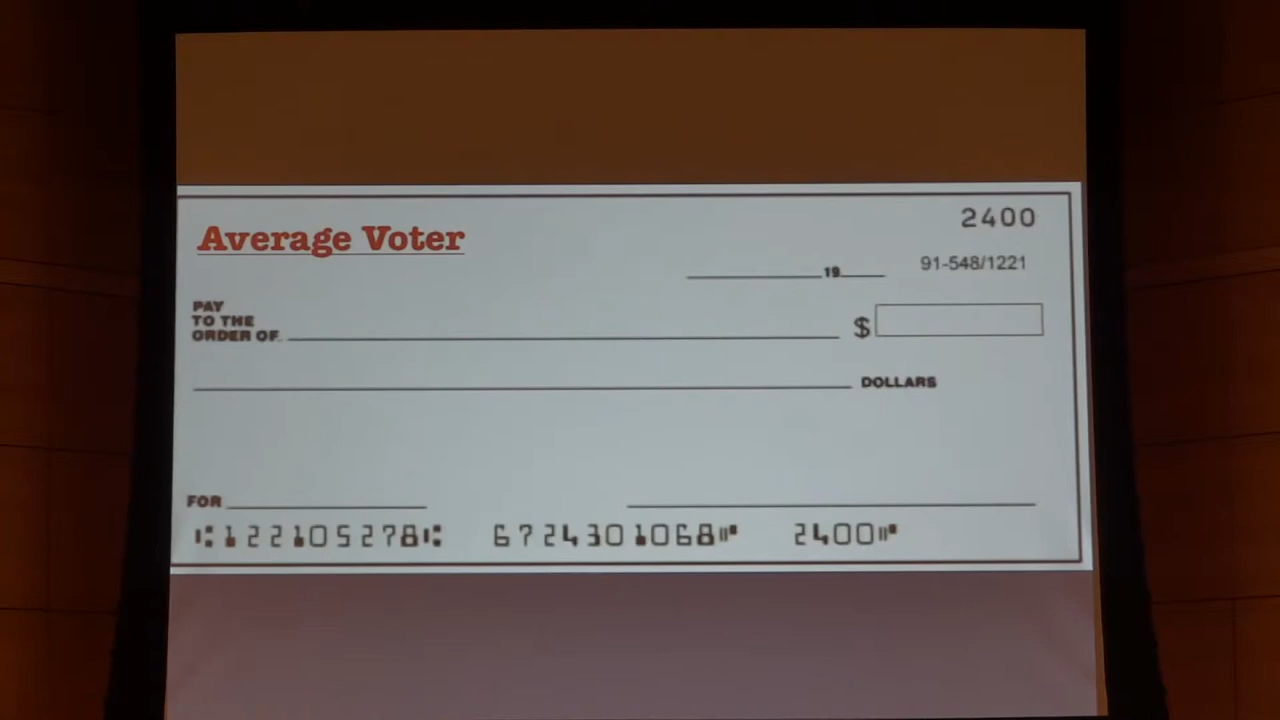 Average Voter
2400
19
91-548/1221
PAY
TO THE
ORDER OF
$
DOLLARS
FOR
⑆122105278⑆ 6724301068⑈ 2400⑈